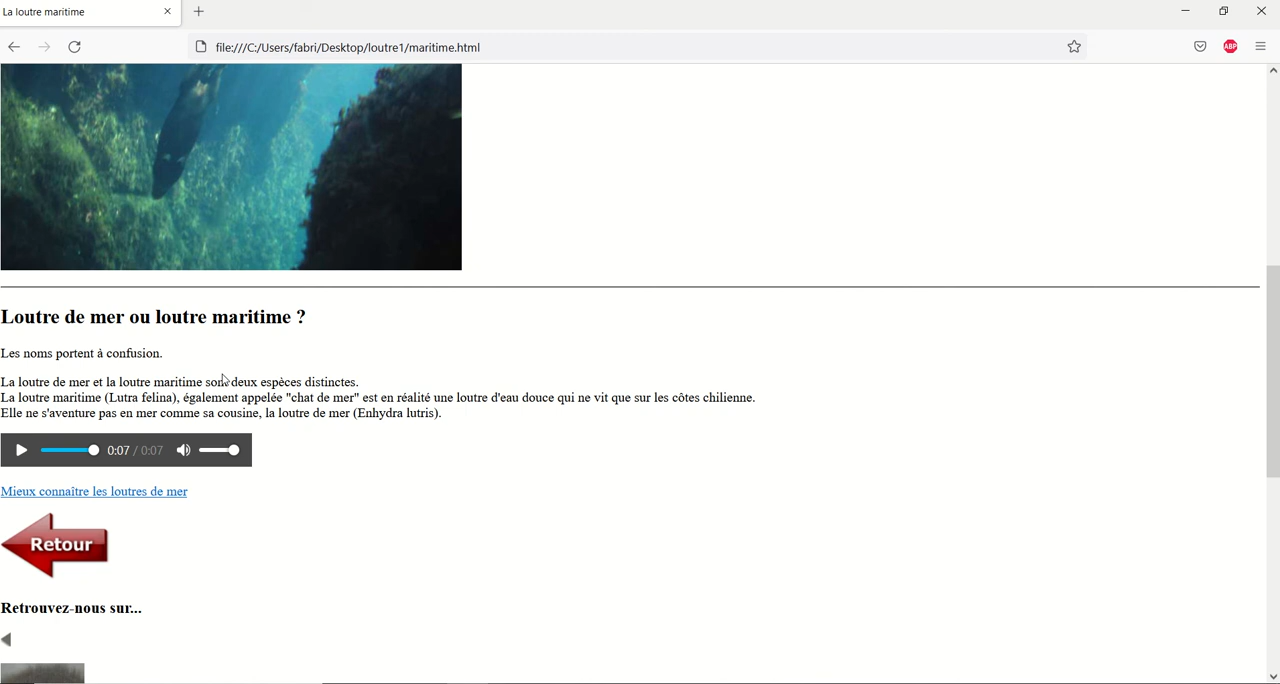 La loutre maritime
file:///C:/Users/fabri/Desktop/loutre1/maritime.html
ABP
Loutre de mer ou loutre maritime ?
Les noms portent à confusion.
La loutre de mer et la loutre maritime sont deux espèces distinctes.
La loutre maritime (Lutra felina), également appelée "chat de mer" est en réalité une loutre d'eau douce qui ne vit que sur les côtes chilienne.
Elle ne s'aventure pas en mer comme sa cousine, la loutre de mer (Enhydra lutris).
0:07 / 0:07
Mieux connaître les loutres de mer
Retour
Retrouvez-nous sur...